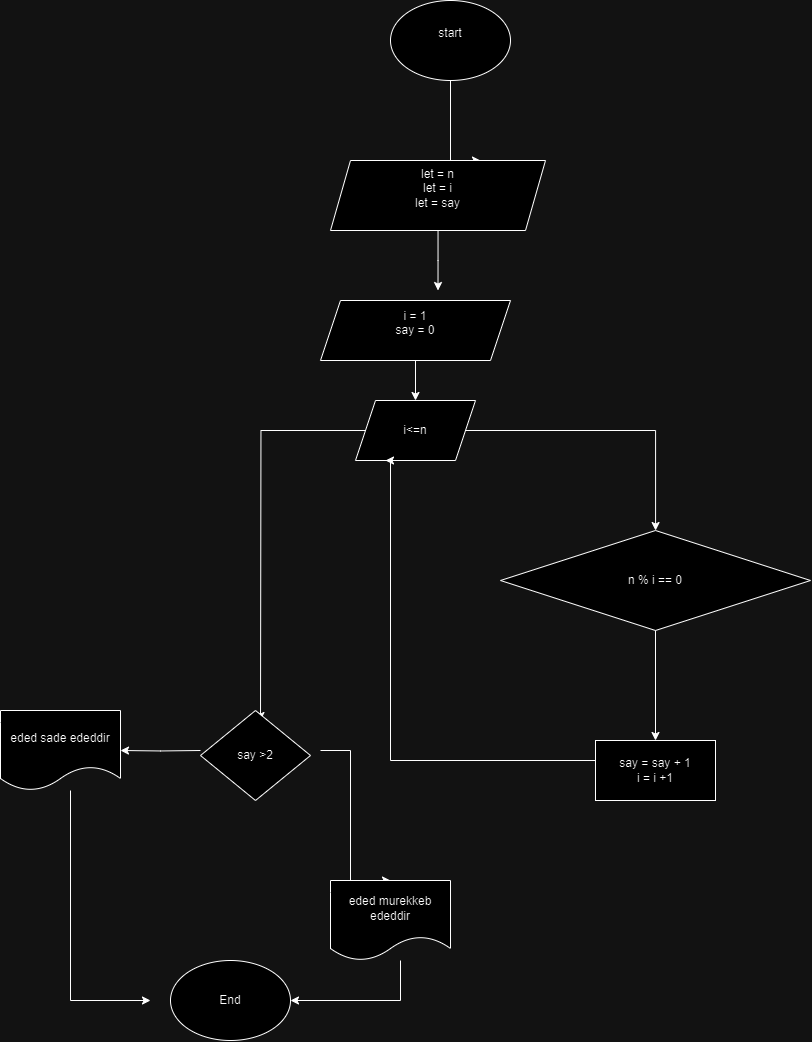 start
let = n
let = i
let = say
i = 1
say = 0
i<=n
n % i == 0
say = say + 1
i = i +1
say >2
eded sade ededdir
eded murekkeb
ededdir
End